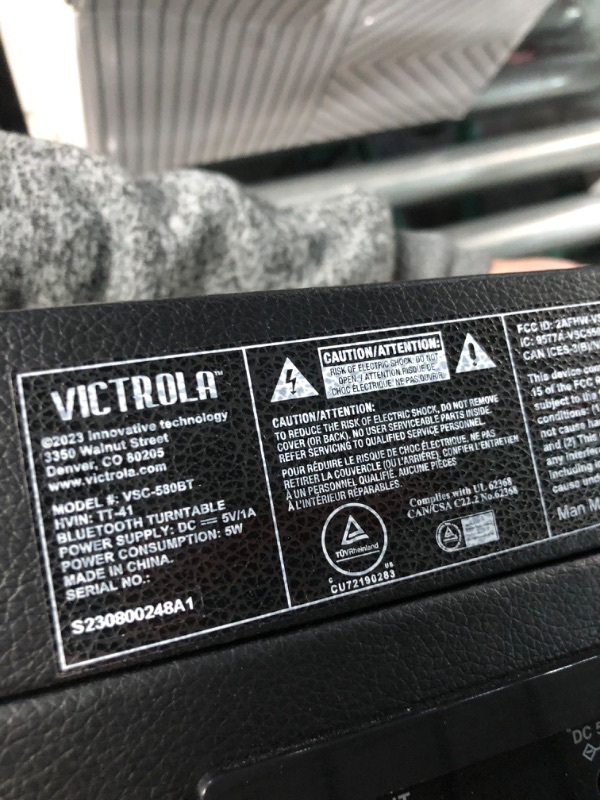 VICTROLA™
©2023 Innovative technology
3350 Walnut Street
Denver, CO 80205
www.victrola.com
MODEL #: VSC-580BT
HVIN: TT-41
BLUETOOTH TURNTABLE
POWER SUPPLY: DC ⎓ 5V/1A
POWER CONSUMPTION: 5W
MADE IN CHINA.
SERIAL NO.:
S230800248A1
CAUTION/ATTENTION:
RISK OF ELECTRIC SHOCK. DO NOT
OPEN. / ATTENTION RISQUE DE
CHOC ÉLECTRIQUE NE PAS OUVRIR
CAUTION/ATTENTION:
TO REDUCE THE RISK OF ELECTRIC SHOCK, DO NOT REMOVE
COVER (OR BACK). NO USER SERVICEABLE PARTS INSIDE.
REFER SERVICING TO QUALIFIED SERVICE PERSONNEL.
POUR RÉDUIRE LE RISQUE DE CHOC ÉLECTRIQUE, NE PAS
RETIRER LA COUVERCLE (OU L'ARRIÈRE). CONFIER L'ENTRETIEN
À UN PERSONNEL QUALIFIÉ. AUCUNE PIÈCES
À L'INTÉRIEUR RÉPARABLES.
Complies with UL 62368
CAN/CSA C22.2 No.62368
TÜVRheinland
C US
CU72190283
FCC ID: 2AFHW-VS
CAN ICES-3(B)/N
This device
15 of the FCC
subject to the
conditions: (1)
not cause
and (2) This
any interfere
including
cause
Man M
DC 5